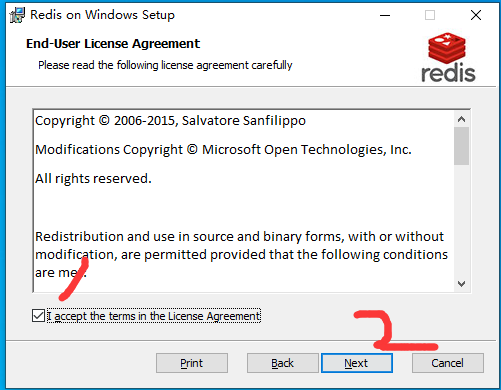 Redis on Windows Setup
End-User License Agreement
Please read the following license agreement carefully
redis
Copyright © 2006-2015, Salvatore Sanfilippo
Modifications Copyright © Microsoft Open Technologies, Inc.
All rights reserved.
Redistribution and use in source and binary forms, with or without
modification, are permitted provided that the following conditions
are met:
1
I accept the terms in the License Agreement
2
Print Back Next Cancel